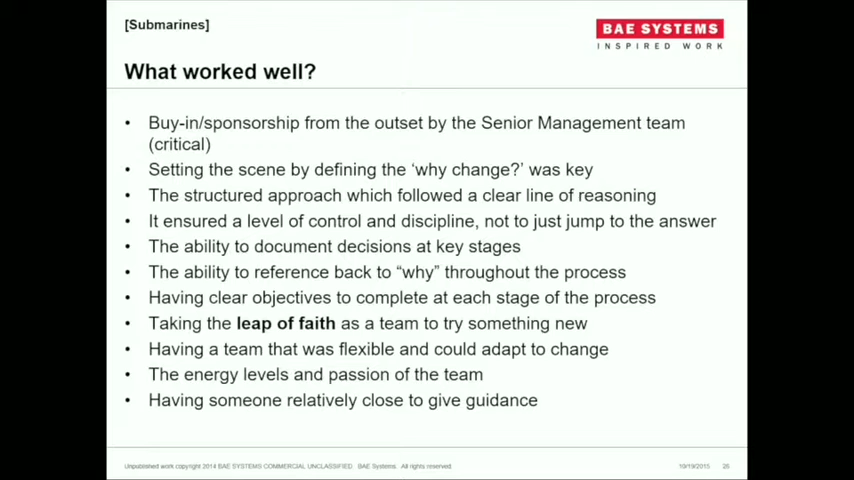 [Submarines]
BAE SYSTEMS
INSPIRED WORK
What worked well?
• Buy-in/sponsorship from the outset by the Senior Management team
(critical)
• Setting the scene by defining the ‘why change?’ was key
• The structured approach which followed a clear line of reasoning
• It ensured a level of control and discipline, not to just jump to the answer
• The ability to document decisions at key stages
• The ability to reference back to “why” throughout the process
• Having clear objectives to complete at each stage of the process
• Taking the leap of faith as a team to try something new
• Having a team that was flexible and could adapt to change
• The energy levels and passion of the team
• Having someone relatively close to give guidance
Unpublished work copyright 2014 BAE SYSTEMS COMMERCIAL UNCLASSIFIED. BAE Systems. All rights reserved. 10/19/2015 26